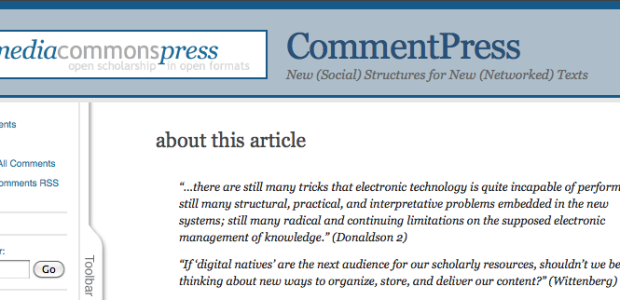 mediacommonspress
open scholarship in open formats
CommentPress
New (Social) Structures for New (Networked) Texts
about this article
All Comments
RSS
Go
Toolbar
“...there are still many tricks that electronic technology is quite incapable of
still many structural, practical, and interpretative problems embedded in the new
systems; still many radical and continuing limitations on the supposed electronic
management of knowledge.” (Donaldson 2)
“If ‘digital natives’ are the next audience for our scholarly resources, shouldn’t we be
thinking about new ways to organize, store, and deliver our content?” (Wittenberg)